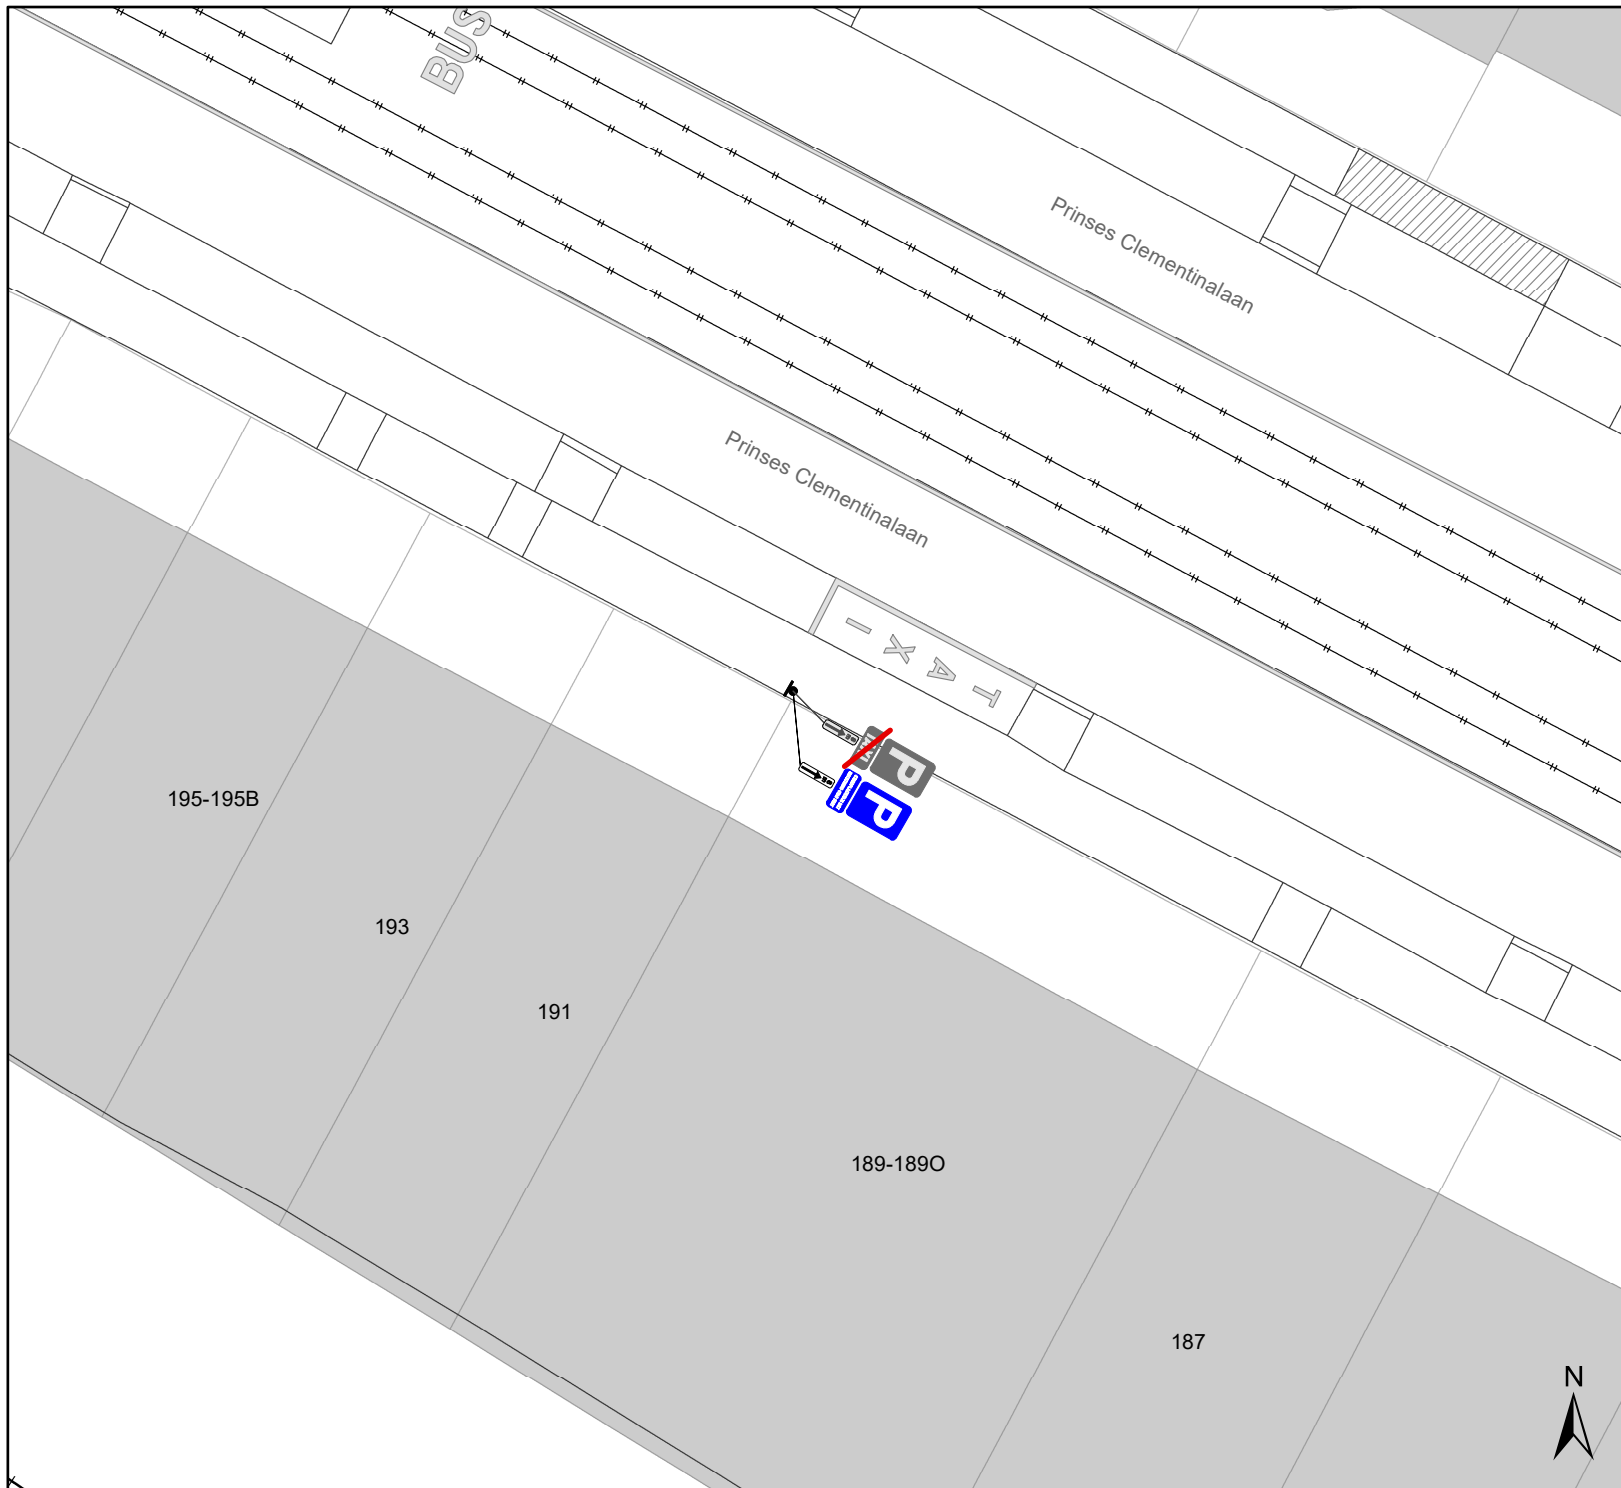 BUS
Prinses Clementinalaan
Prinses Clementinalaan
TAXI
P
P
195-195B
193
191
189-189O
187
N